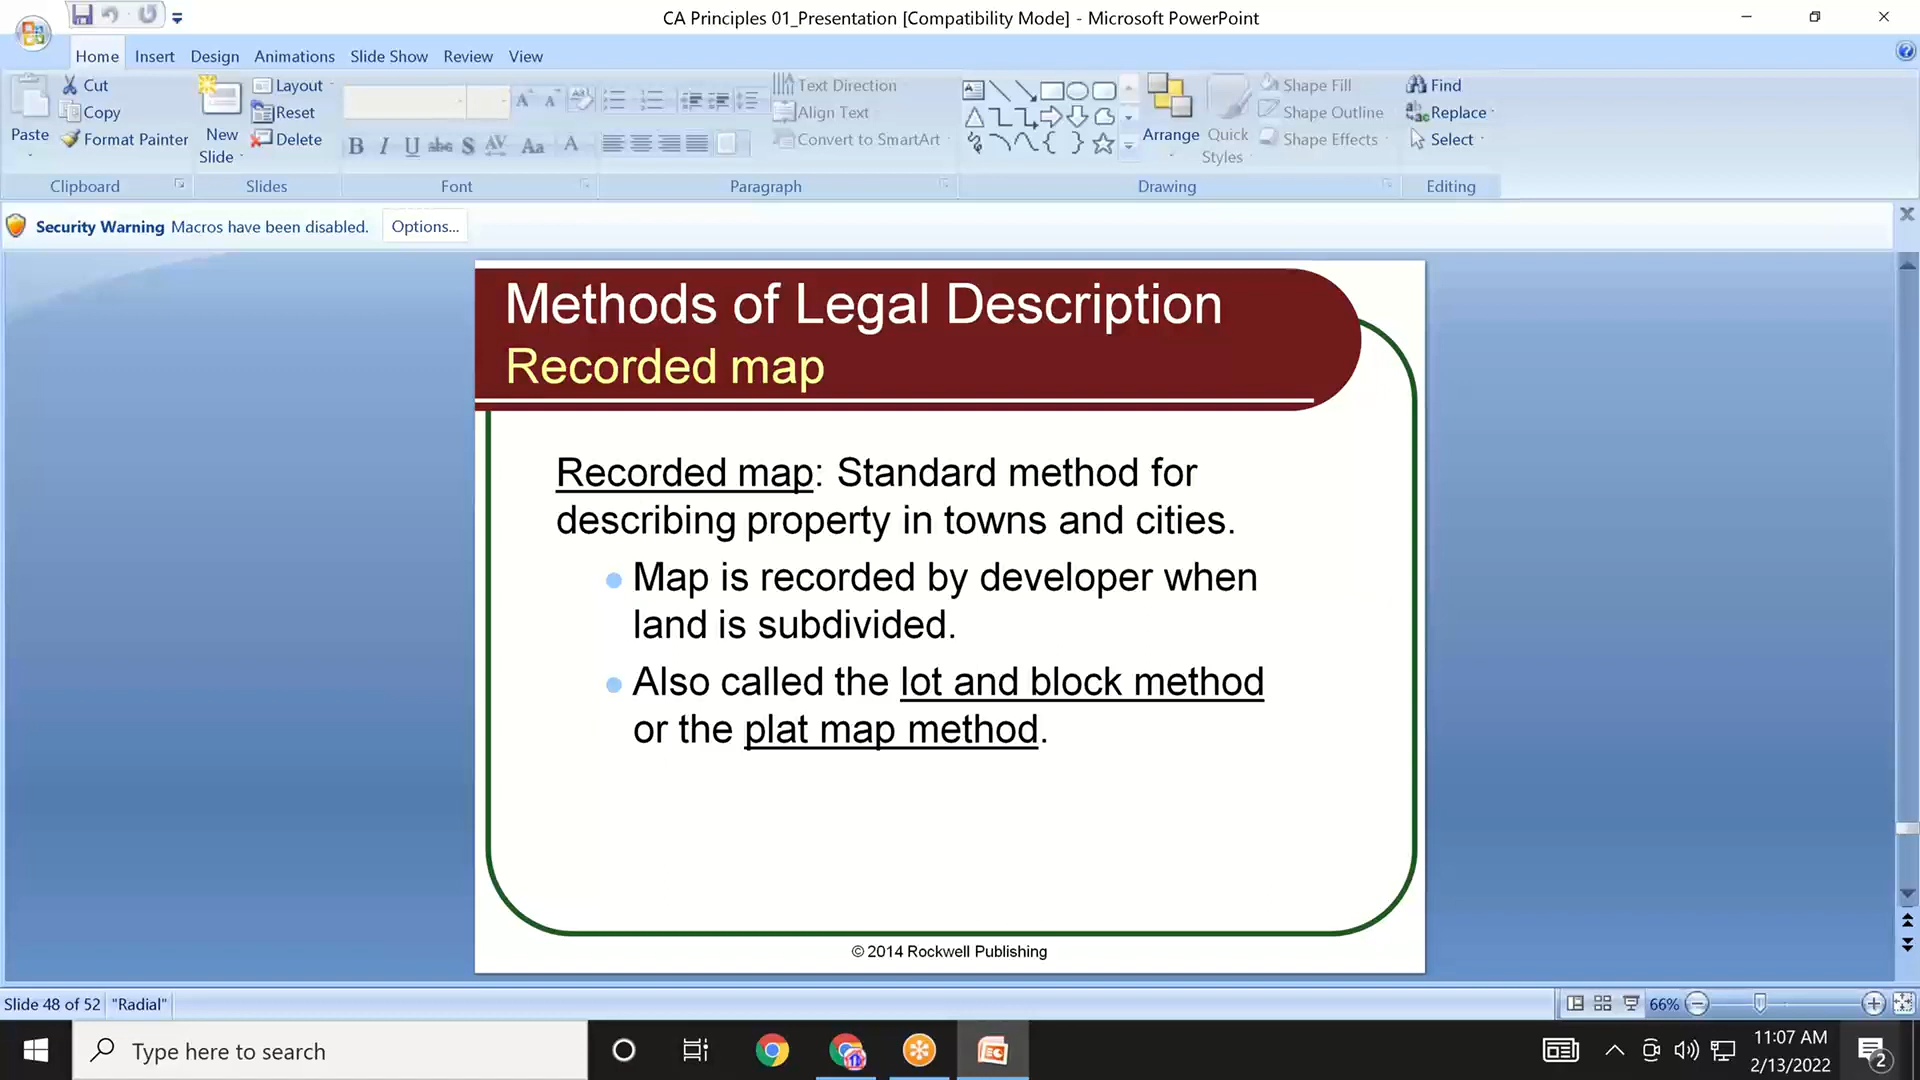 CA Principles 01_Presentation [Compatibility Mode] - Microsoft PowerPoint
Home Insert Design Animations Slide Show Review View
Paste
Cut
Copy
Format Painter
Clipboard
New
Slide
Layout
Reset
Delete
Slides
B I U abc S AV Aa A
Font
Text Direction
Align Text
Convert to SmartArt
Paragraph
Arrange
Quick
Styles
Shape Fill
Shape Outline
Shape Effects
Drawing
Find
Replace
Select
Editing
Security Warning Macros have been disabled. Options...
Methods of Legal Description
Recorded map
Recorded map: Standard method for
describing property in towns and cities.
Map is recorded by developer when
land is subdivided.
Also called the lot and block method
or the plat map method.
© 2014 Rockwell Publishing
Slide 48 of 52 "Radial" 66%
Type here to search
11:07 AM
2/13/2022
2